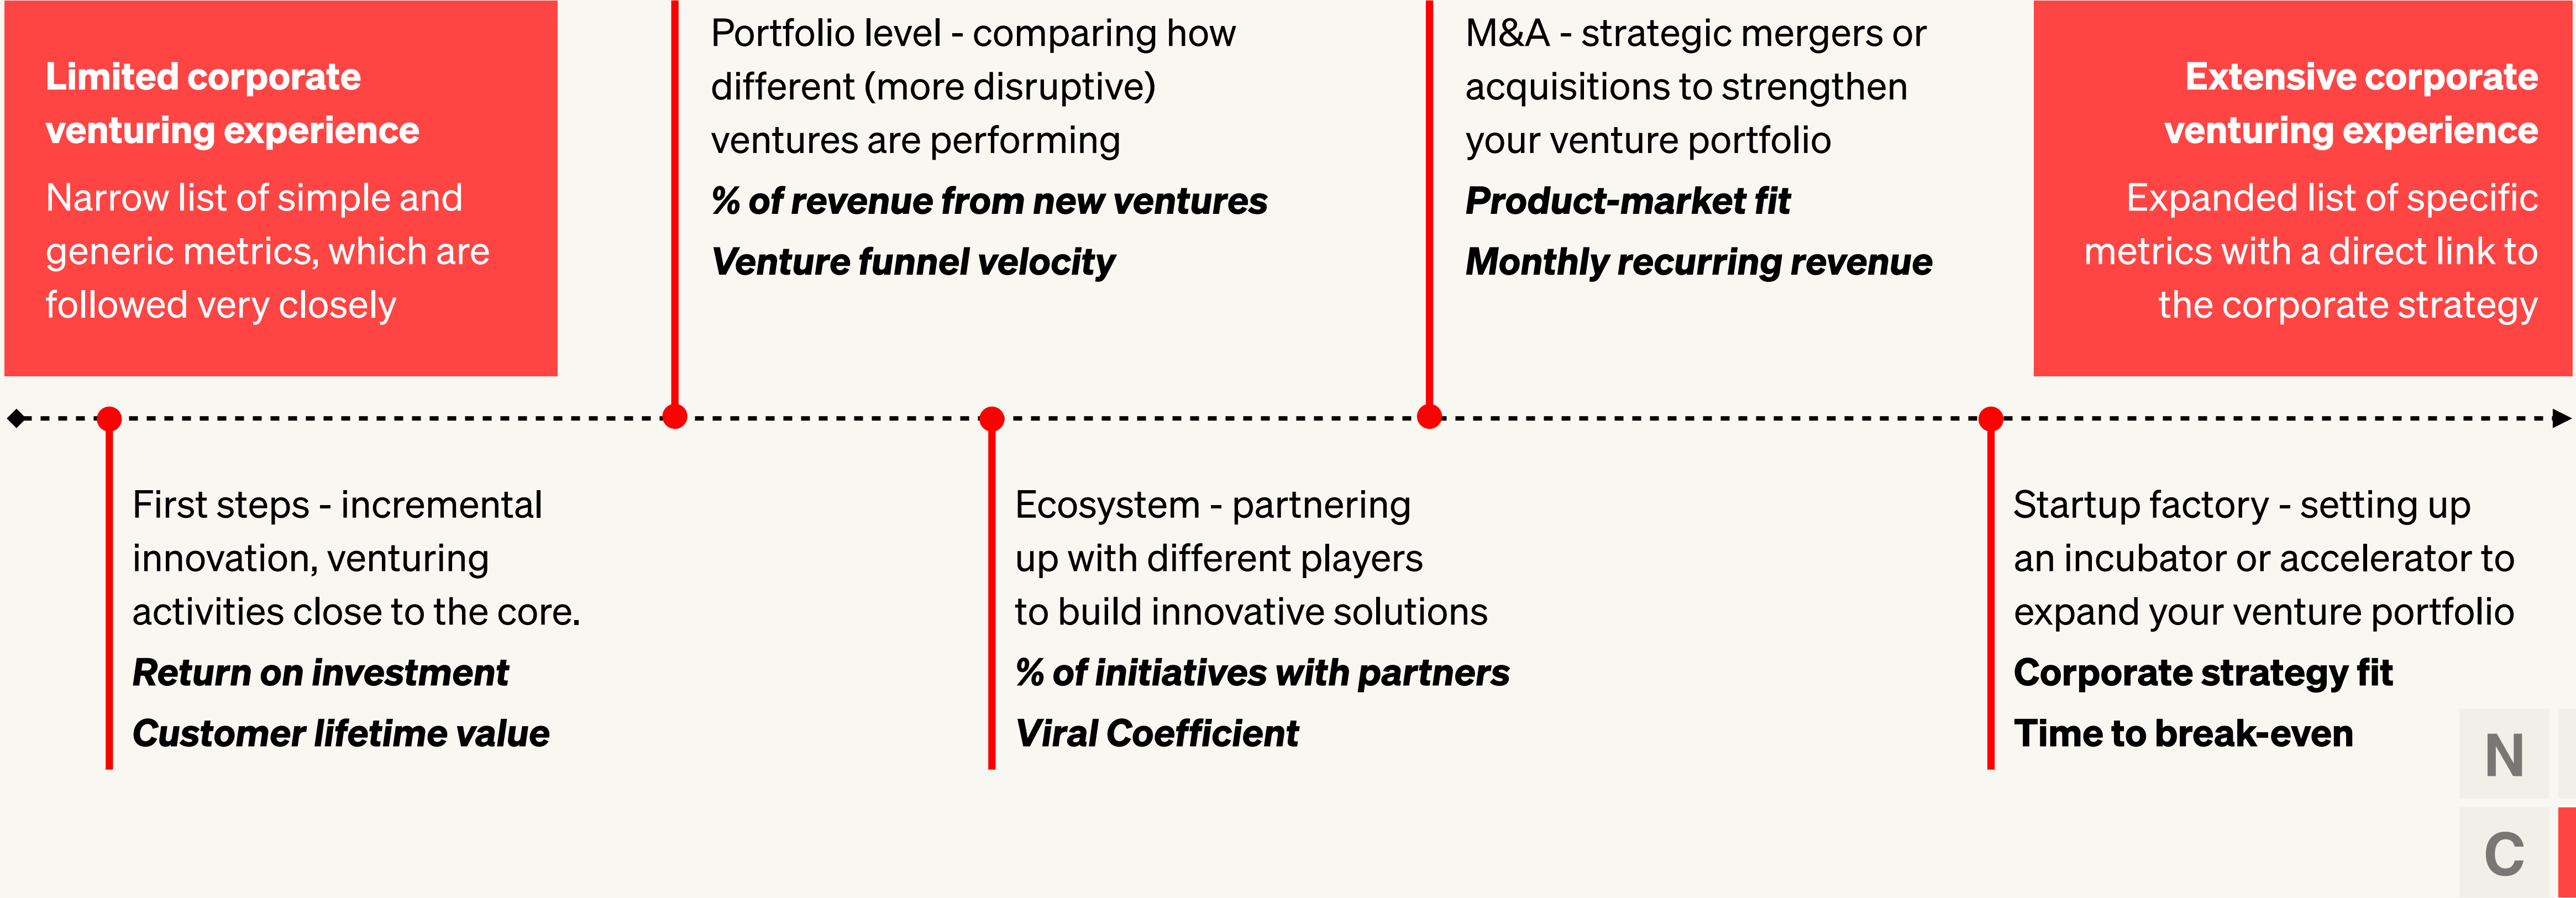 Limited corporate
venturing experience
Narrow list of simple and
generic metrics, which are
followed very closely
Portfolio level - comparing how
different (more disruptive)
ventures are performing
% of revenue from new ventures
Venture funnel velocity
M&A - strategic mergers or
acquisitions to strengthen
your venture portfolio
Product-market fit
Monthly recurring revenue
Extensive corporate
venturing experience
Expanded list of specific
metrics with a direct link to
the corporate strategy
First steps - incremental
innovation, venturing
activities close to the core.
Return on investment
Customer lifetime value
Ecosystem - partnering
up with different players
to build innovative solutions
% of initiatives with partners
Viral Coefficient
Startup factory - setting up
an incubator or accelerator to
expand your venture portfolio
Corporate strategy fit
Time to break-even
N
C